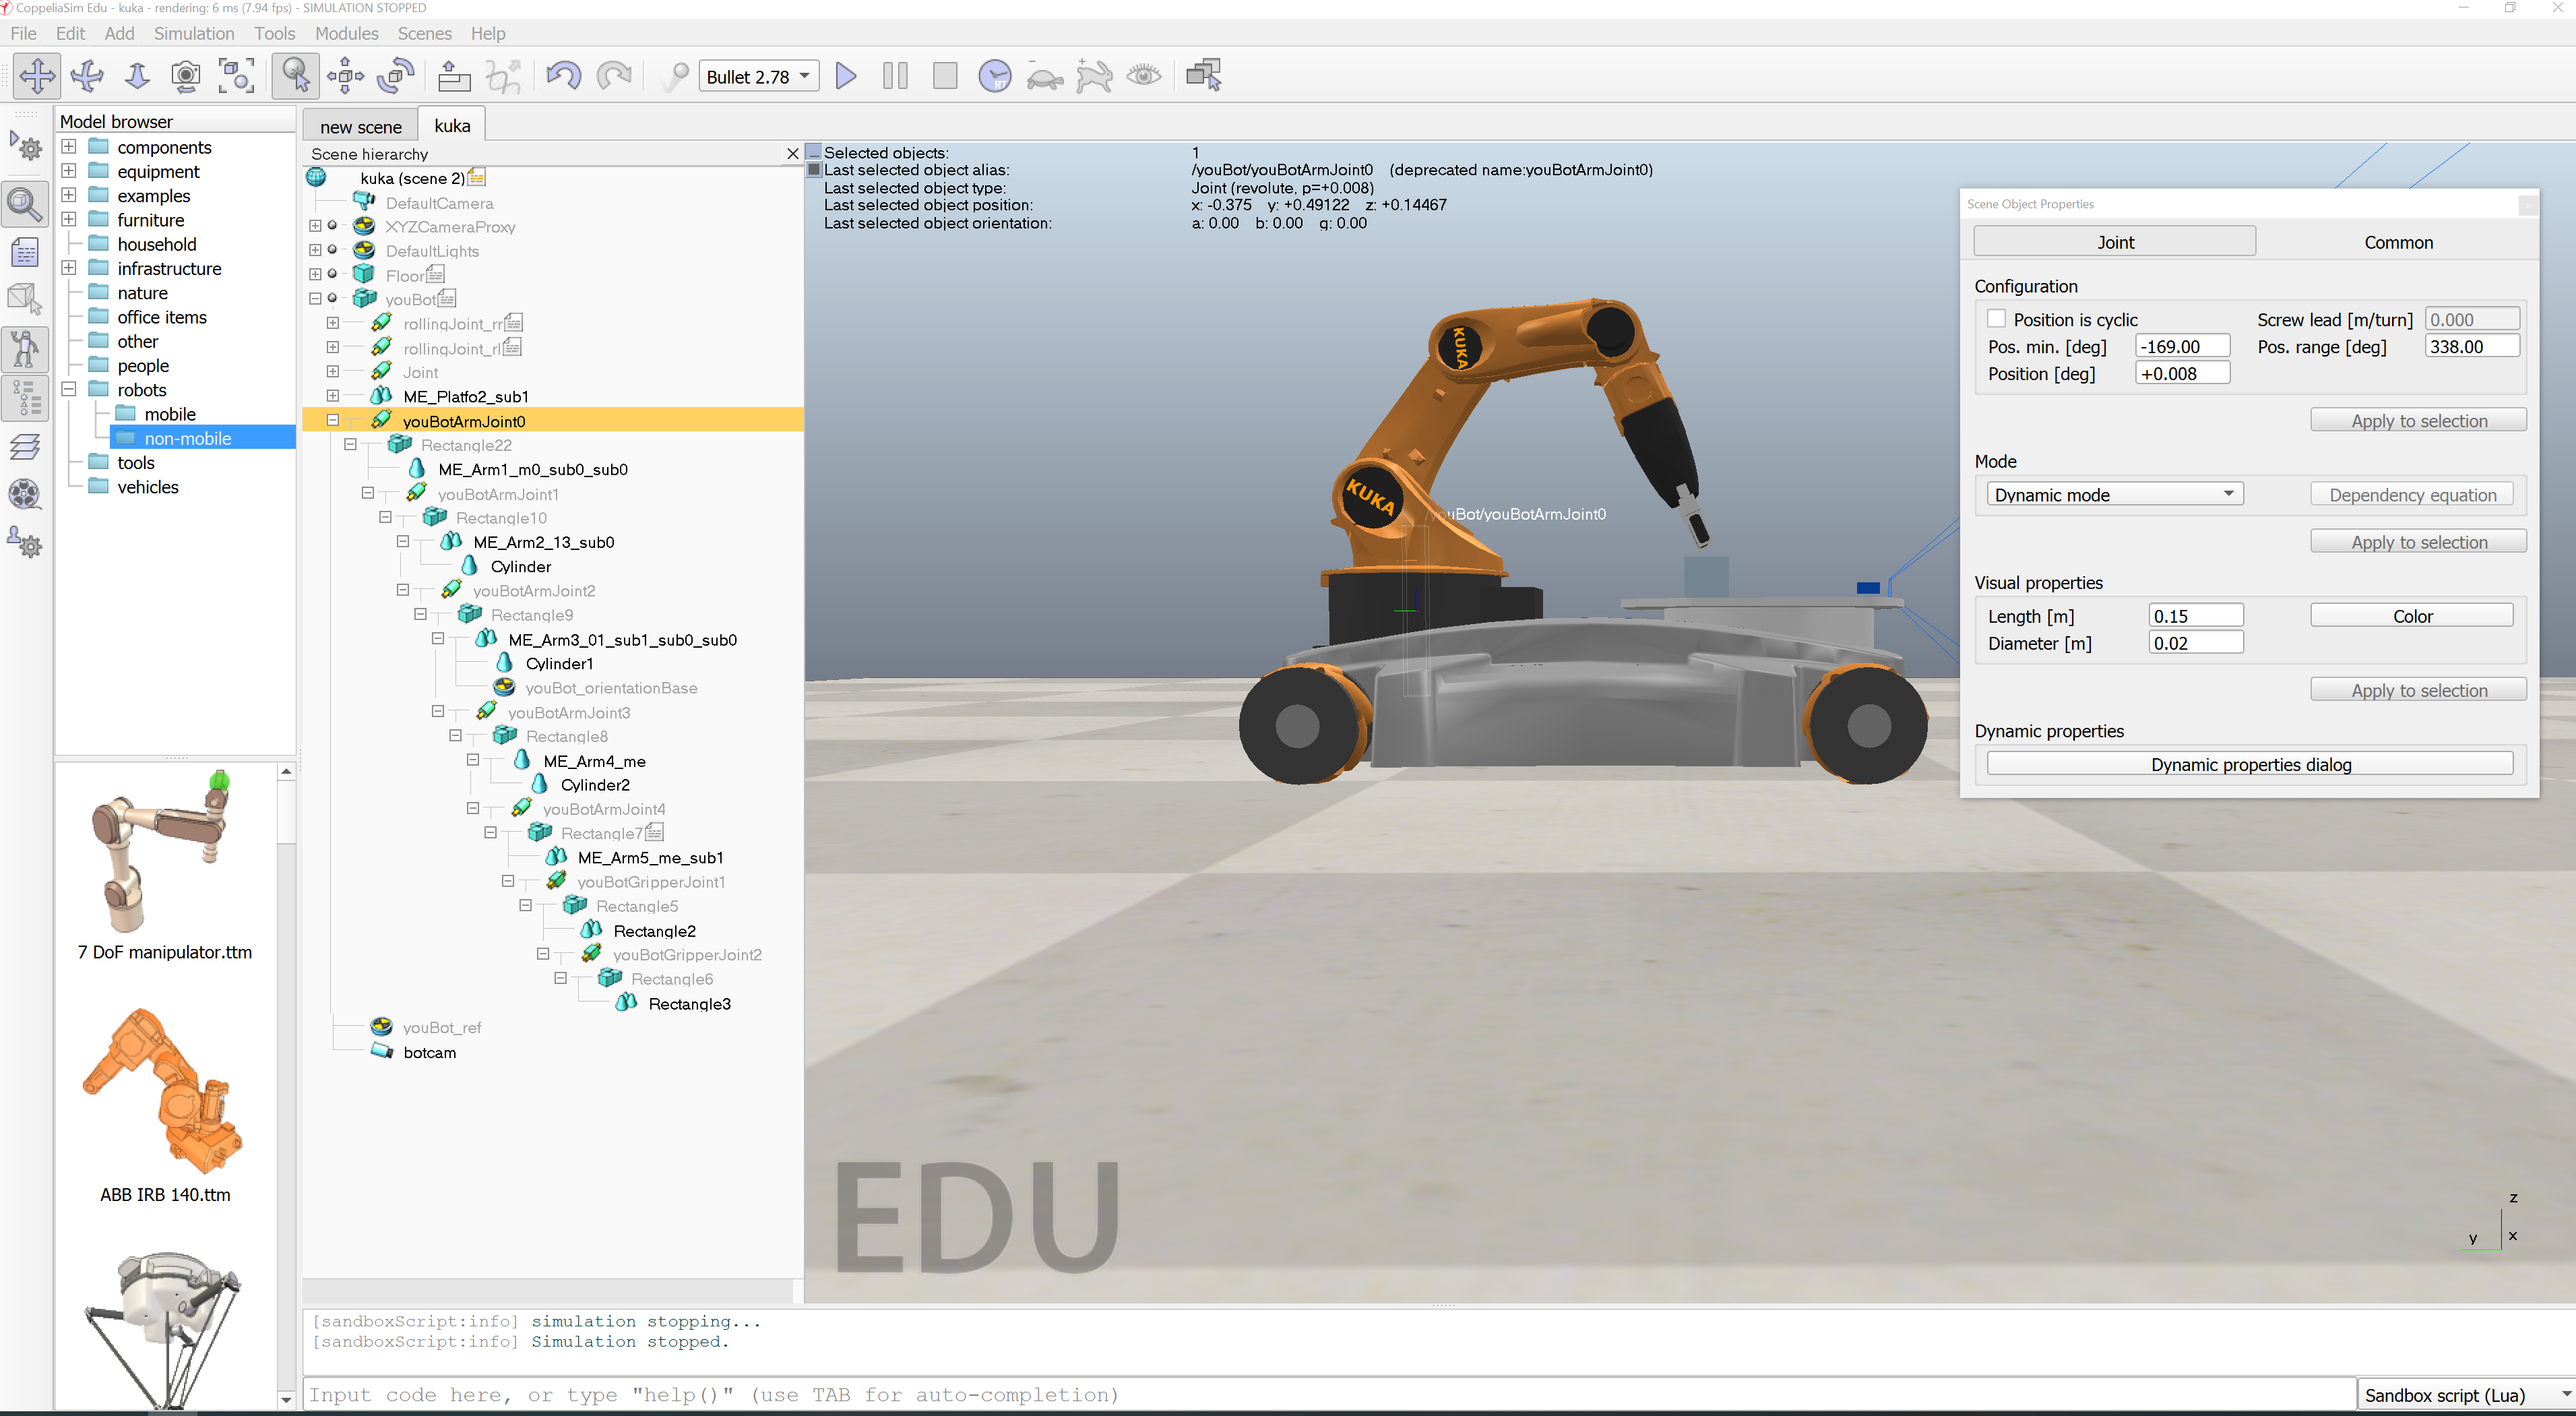 CoppeliaSim Edu - kuka - rendering: 6 ms (7.94 fps) - SIMULATION STOPPED
File Edit Add Simulation Tools Modules Scenes Help
Bullet 2.78
Model browser
components
equipment
examples
furniture
household
infrastructure
nature
office items
other
people
robots
mobile
non-mobile
tools
vehicles
7 DoF manipulator.ttm
ABB IRB 140.ttm
new scene
kuka
Scene hierarchy
kuka (scene 2)
DefaultCamera
XYZCameraProxy
DefaultLights
Floor
youBot
rollingJoint_rr
rollingJoint_rl
Joint
ME_Platfo2_sub1
youBotArmJoint0
Rectangle22
ME_Arm1_m0_sub0_sub0
youBotArmJoint1
Rectangle10
ME_Arm2_13_sub0
Cylinder
youBotArmJoint2
Rectangle9
ME_Arm3_01_sub1_sub0_sub0
Cylinder1
youBot_orientationBase
youBotArmJoint3
Rectangle8
ME_Arm4_me
Cylinder2
youBotArmJoint4
Rectangle7
ME_Arm5_me_sub1
youBotGripperJoint1
Rectangle5
Rectangle2
youBotGripperJoint2
Rectangle6
Rectangle3
youBot_ref
botcam
Selected objects: 1
Last selected object alias: /youBot/youBotArmJoint0 (deprecated name:youBotArmJoint0)
Last selected object type: Joint (revolute, p=+0.008)
Last selected object position: x: -0.375 y: +0.49122 z: +0.14467
Last selected object orientation: a: 0.00 b: 0.00 g: 0.00
KUKA
KUKA
/youBot/youBotArmJoint0
EDU
z
y x
Scene Object Properties
Joint Common
Configuration
Position is cyclic Screw lead [m/turn] 0.000
Pos. min. [deg] -169.00 Pos. range [deg] 338.00
Position [deg] +0.008
Apply to selection
Mode
Dynamic mode Dependency equation
Apply to selection
Visual properties
Length [m] 0.15 Color
Diameter [m] 0.02
Apply to selection
Dynamic properties
Dynamic properties dialog
[sandboxScript:info] simulation stopping...
[sandboxScript:info] Simulation stopped.
Input code here, or type "help()" (use TAB for auto-completion)
Sandbox script (Lua)